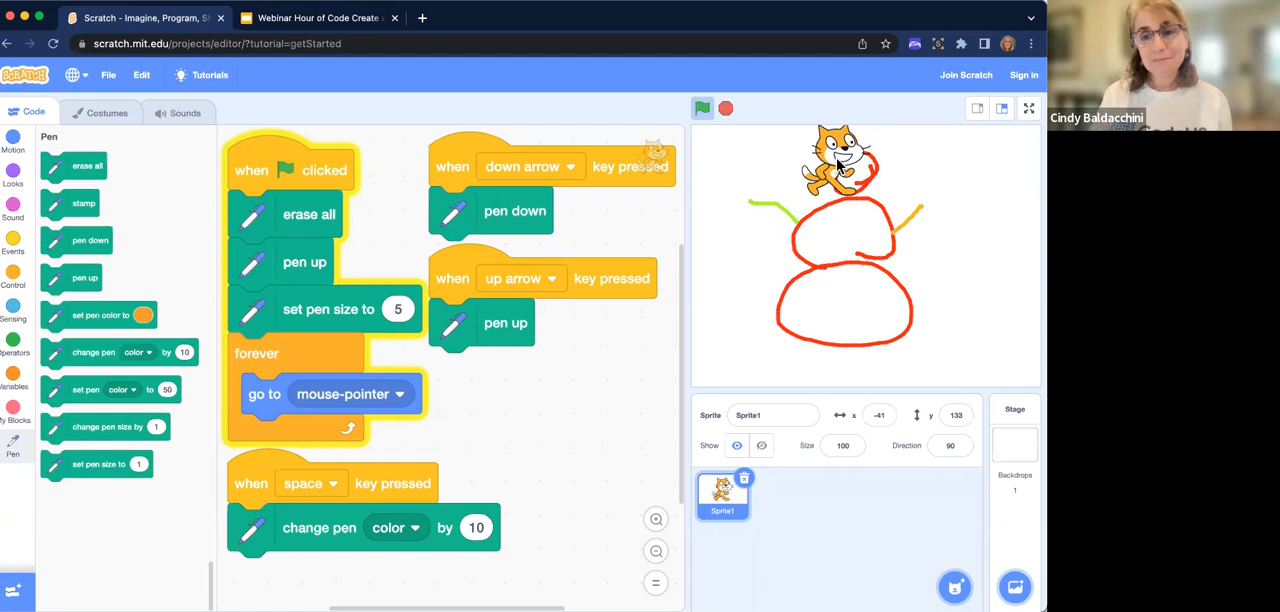 Scratch - Imagine, Program, Sh
Webinar Hour of Code Create
scratch.mit.edu/projects/editor/?tutorial=getStarted
SCRATCH
File
Edit
Tutorials
Join Scratch
Sign in
Code
Costumes
Sounds
Cindy Baldacchini
Motion
Looks
Sound
Events
Control
Sensing
Operators
Variables
My Blocks
Pen
Pen
erase all
stamp
pen down
pen up
set pen color to
change pen color by 10
set pen color to 50
change pen size by 1
set pen size to 1
when clicked
erase all
pen up
set pen size to 5
forever
go to mouse-pointer
when space key pressed
change pen color by 10
when down arrow key pressed
pen down
when up arrow key pressed
pen up
Sprite Sprite1 x -41 y 133
Show Size 100 Direction 90
Sprite1
Stage
Backdrops
1